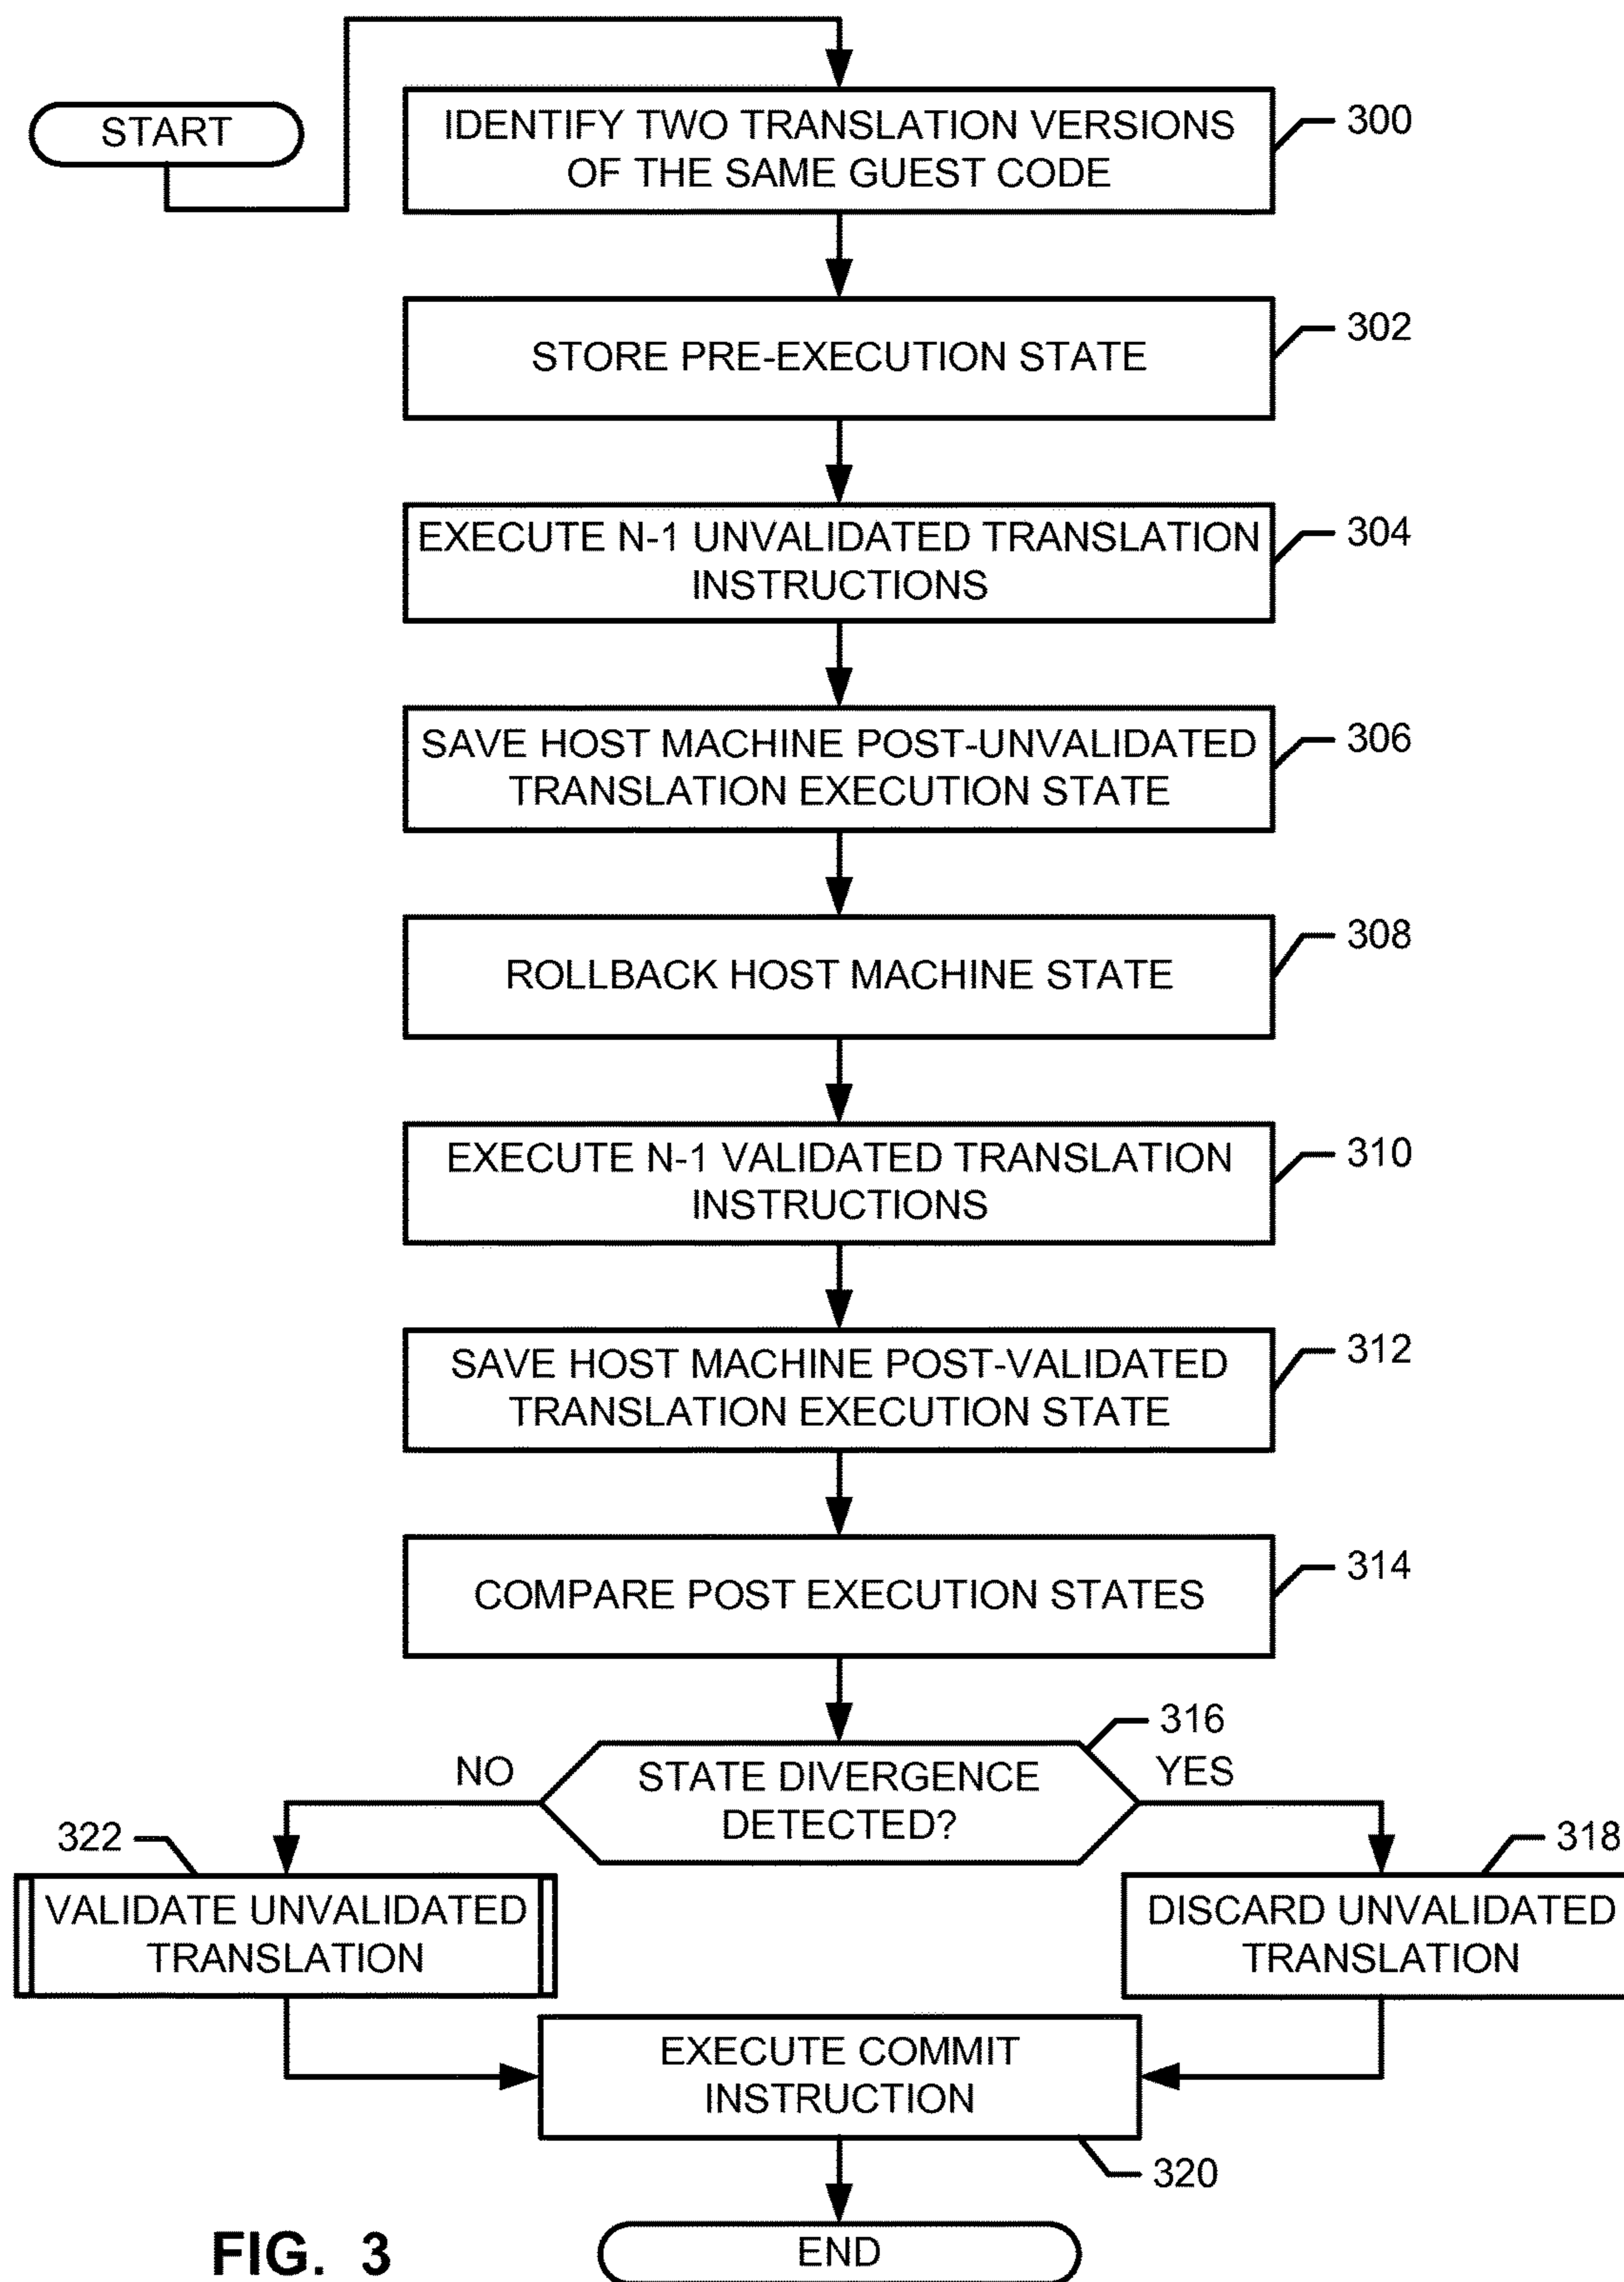 START
IDENTIFY TWO TRANSLATION VERSIONS
OF THE SAME GUEST CODE
300
STORE PRE-EXECUTION STATE
302
EXECUTE N-1 UNVALIDATED TRANSLATION
INSTRUCTIONS
304
SAVE HOST MACHINE POST-UNVALIDATED
TRANSLATION EXECUTION STATE
306
ROLLBACK HOST MACHINE STATE
308
EXECUTE N-1 VALIDATED TRANSLATION
INSTRUCTIONS
310
SAVE HOST MACHINE POST-VALIDATED
TRANSLATION EXECUTION STATE
312
COMPARE POST EXECUTION STATES
314
316
NO
STATE DIVERGENCE
DETECTED?
YES
322
VALIDATE UNVALIDATED
TRANSLATION
318
DISCARD UNVALIDATED
TRANSLATION
EXECUTE COMMIT
INSTRUCTION
320
END
FIG. 3